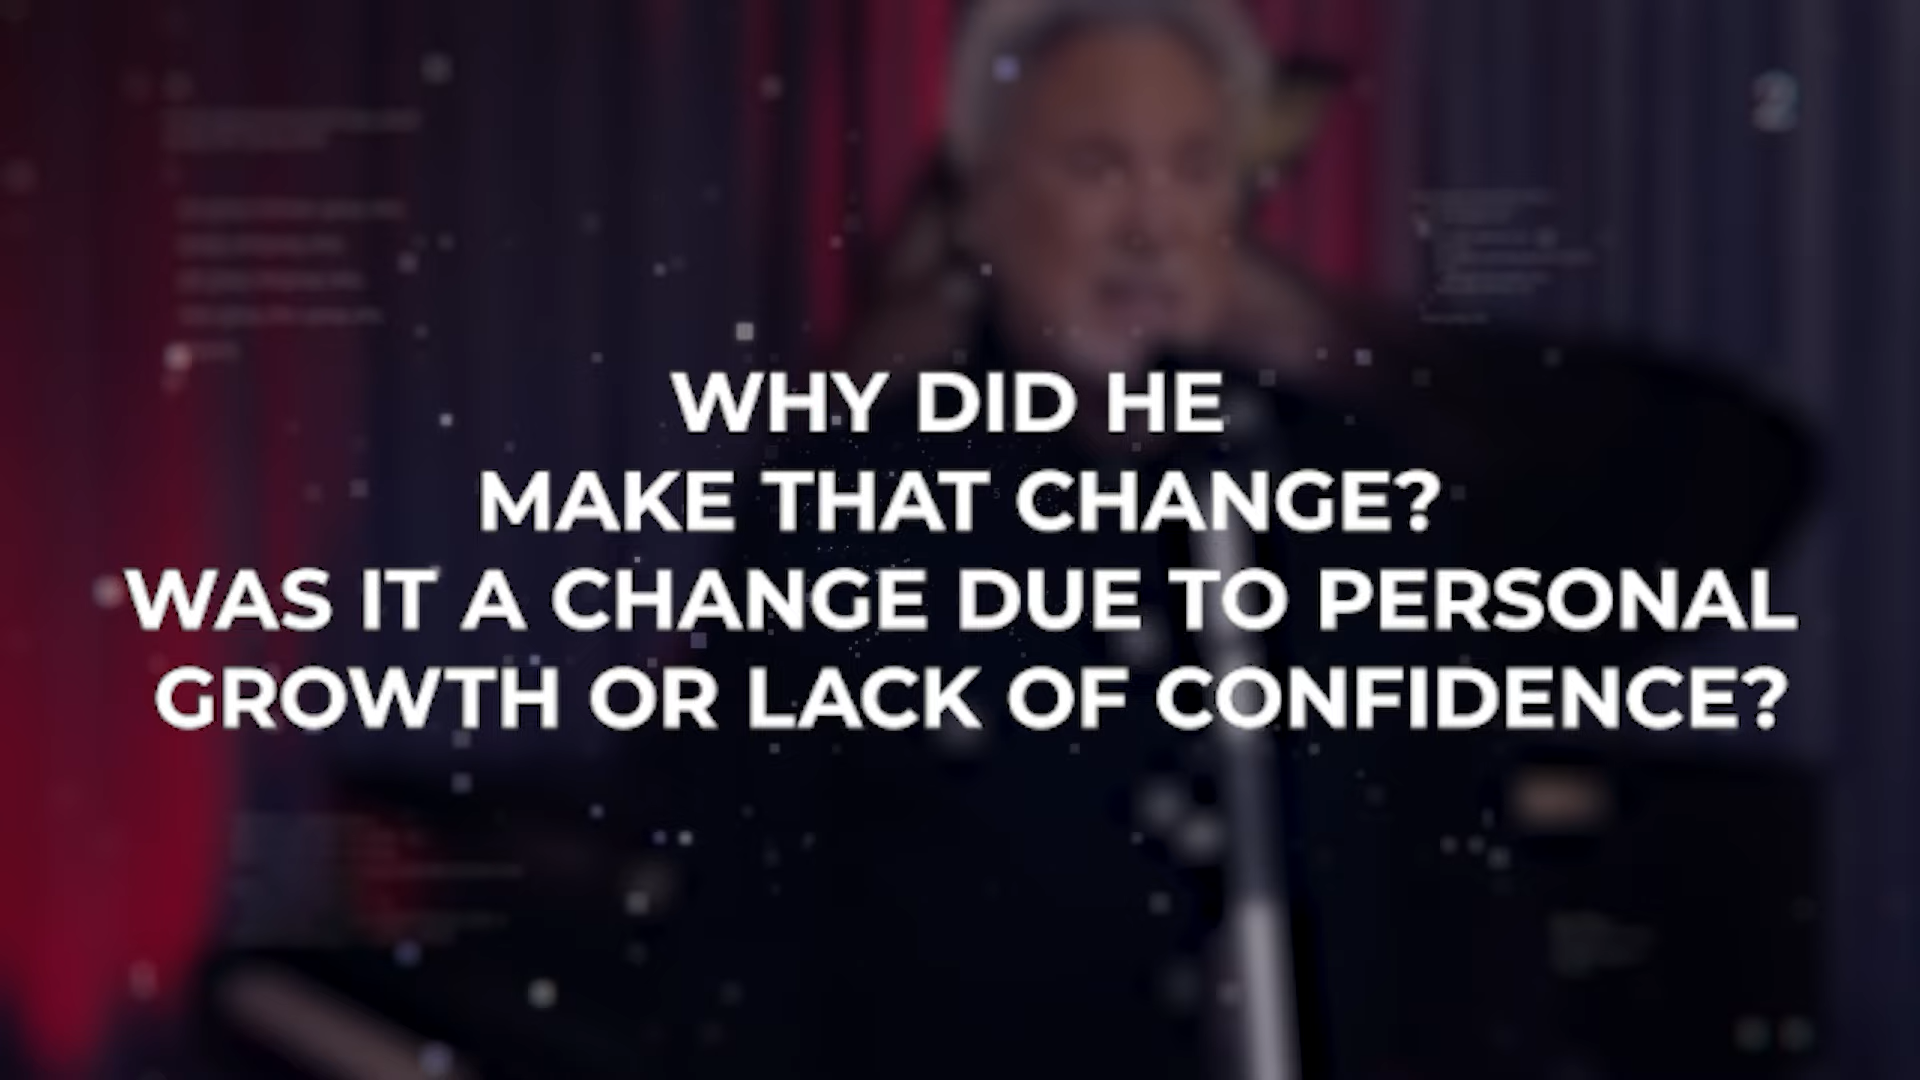 WHY DID HE
MAKE THAT CHANGE?
WAS IT A CHANGE DUE TO PERSONAL
GROWTH OR LACK OF CONFIDENCE?